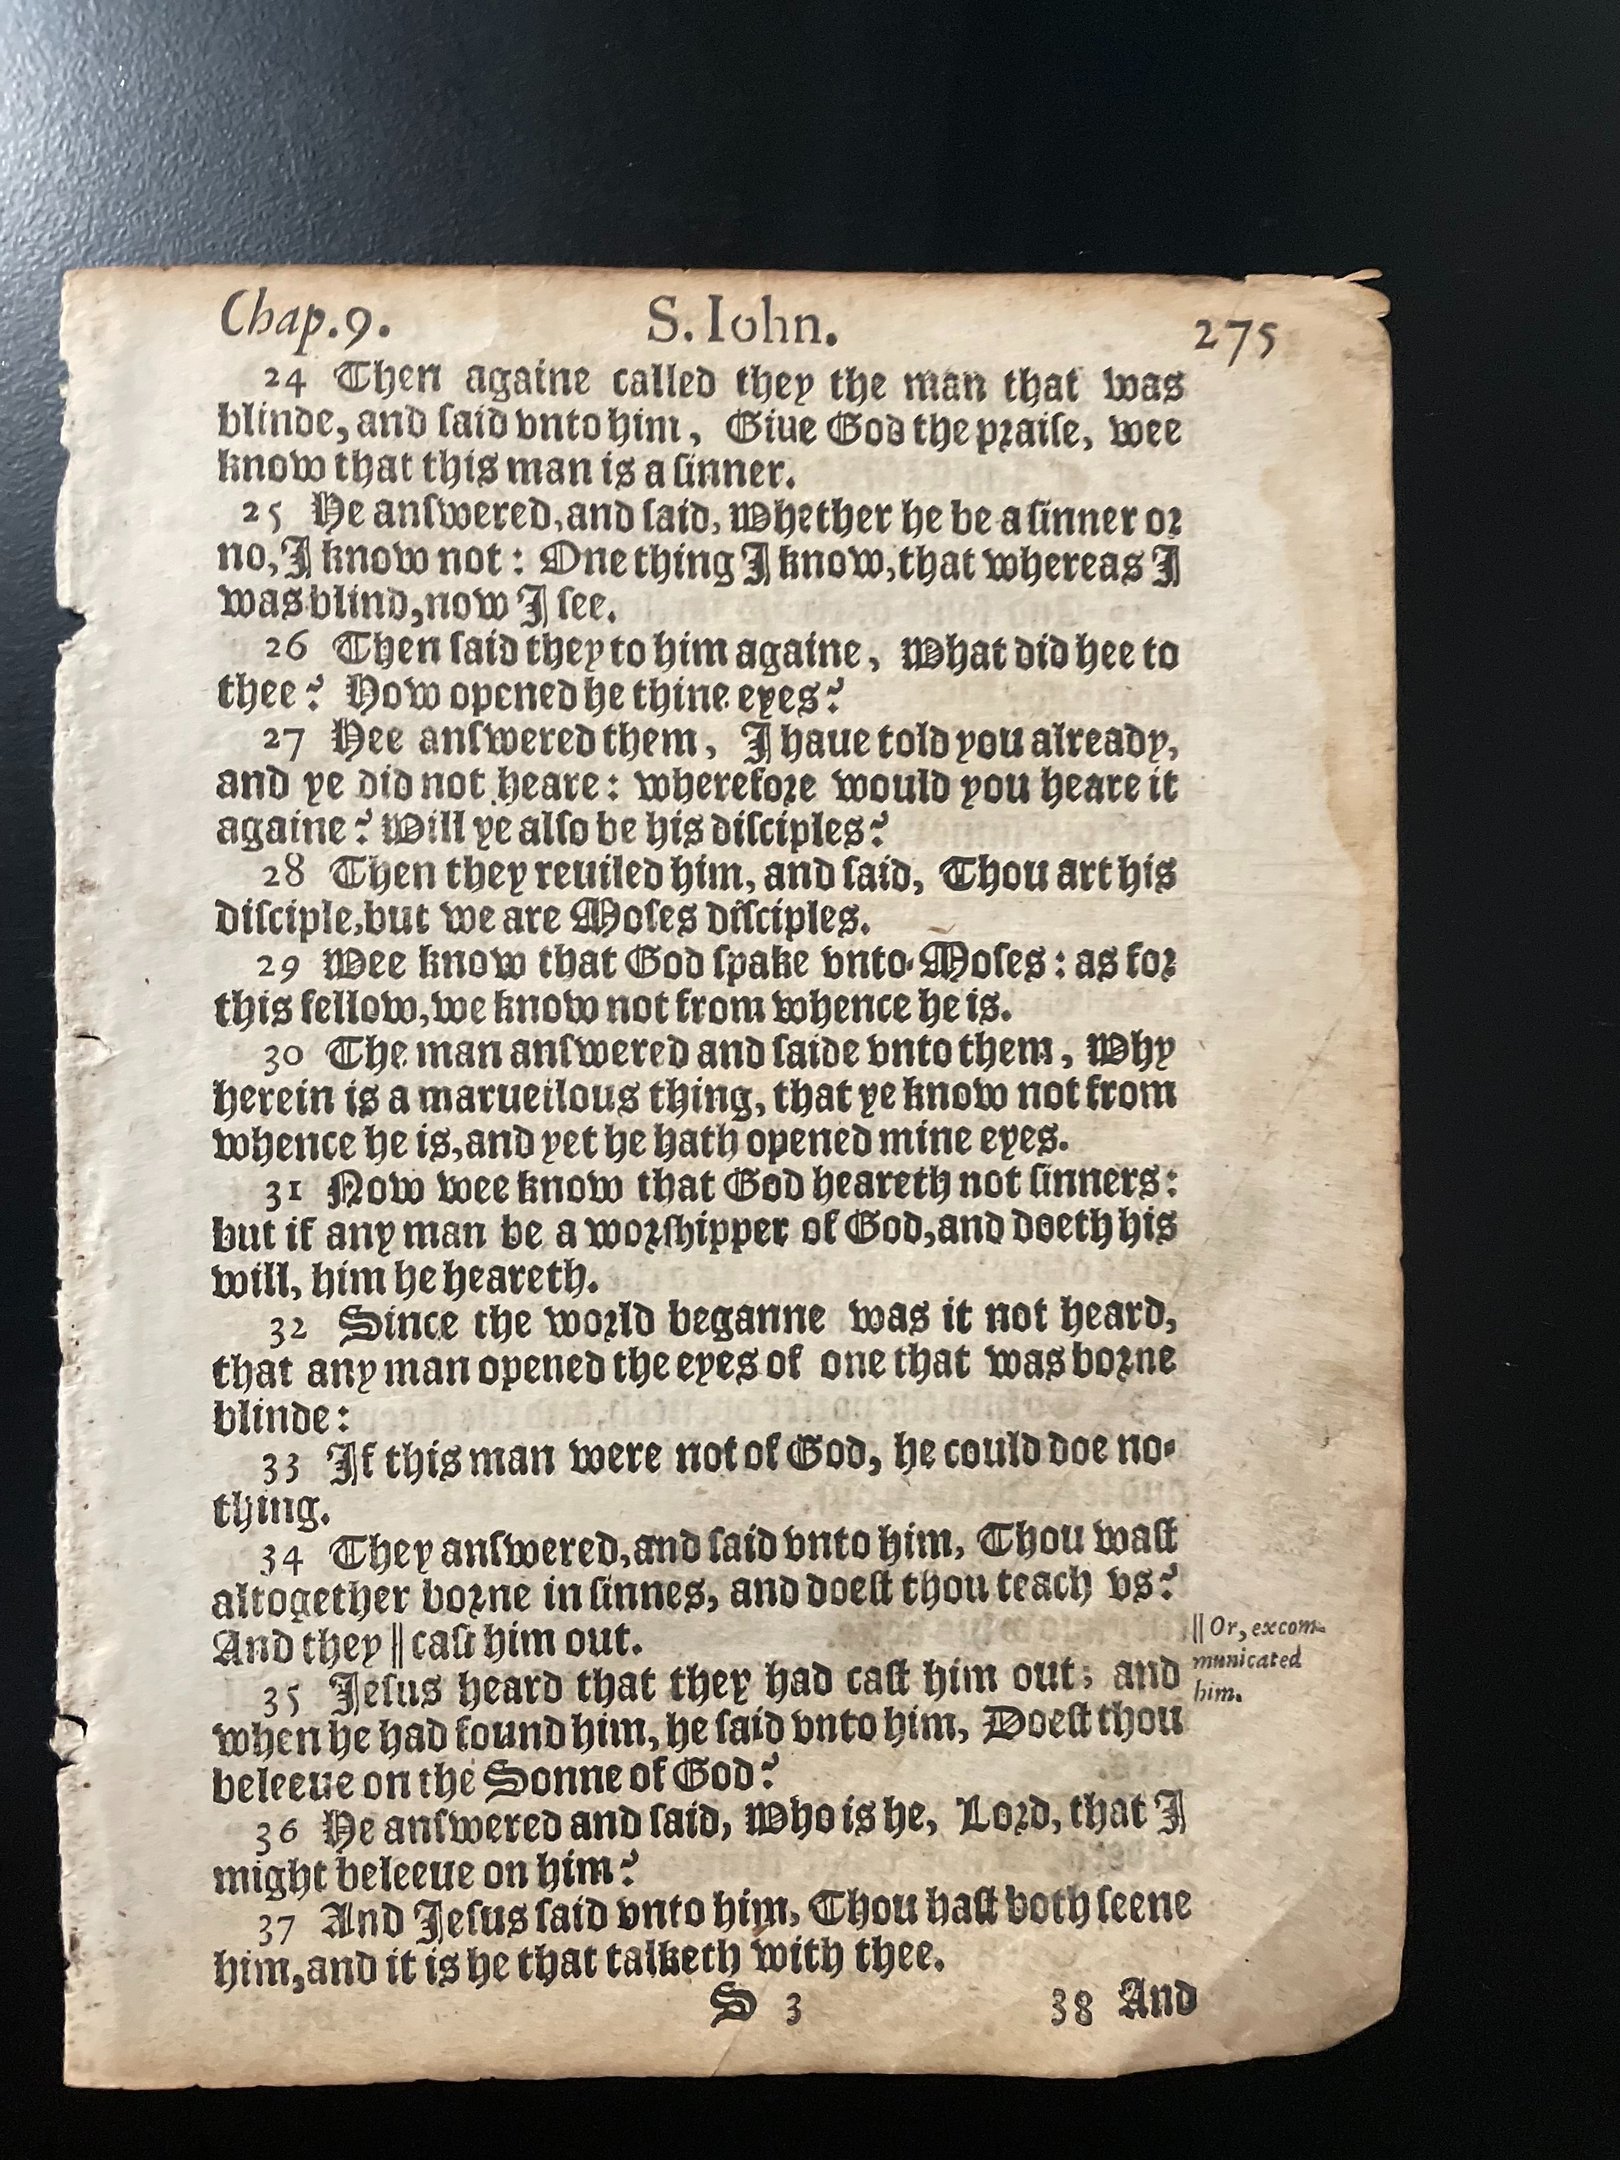 Chap.9. S. Iohn. 275
24 Then againe called they the man that was
blinde, and ſaid vnto him, Giue God the praiſe, wee
know that this man is a ſinner.
25 He anſwered, and ſaid, Whether he be a ſinner or
no, I know not: One thing I know, that whereas I
was blind, now I ſee.
26 Then ſaid they to him againe, What did hee to
thee? How opened he thine eyes?
27 Hee anſwered them, I haue told you already,
and ye did not heare: wherefore would you heare it
againe? Will ye alſo be his diſciples?
28 Then they reuiled him, and ſaid, Thou art his
diſciple, but we are Moſes diſciples.
29 Wee know that God ſpake vnto Moſes: as for
this fellow, we know not from whence he is.
30 The man anſwered and ſaide vnto them, Why
herein is a marueilous thing, that ye know not from
whence he is, and yet he hath opened mine eyes.
31 Now wee know that God heareth not ſinners:
but if any man be a worſhipper of God, and doeth his
will, him he heareth.
32 Since the world beganne was it not heard,
that any man opened the eyes of one that was borne
blinde:
33 If this man were not of God, he could doe no-
thing.
34 They anſwered, and ſaid vnto him, Thou waſt
altogether borne in ſinnes, and doeſt thou teach vs?
And they || caſt him out.
|| Or, excom-
municated
him.
35 Jeſus heard that they had caſt him out; and
when he had found him, he ſaid vnto him, Doeſt thou
beleeue on the Sonne of God?
36 He anſwered and ſaid, Who is he, Lord, that I
might beleeue on him?
37 And Jeſus ſaid vnto him, Thou haſt both ſeene
him, and it is he that talketh with thee.
S 3 38 And